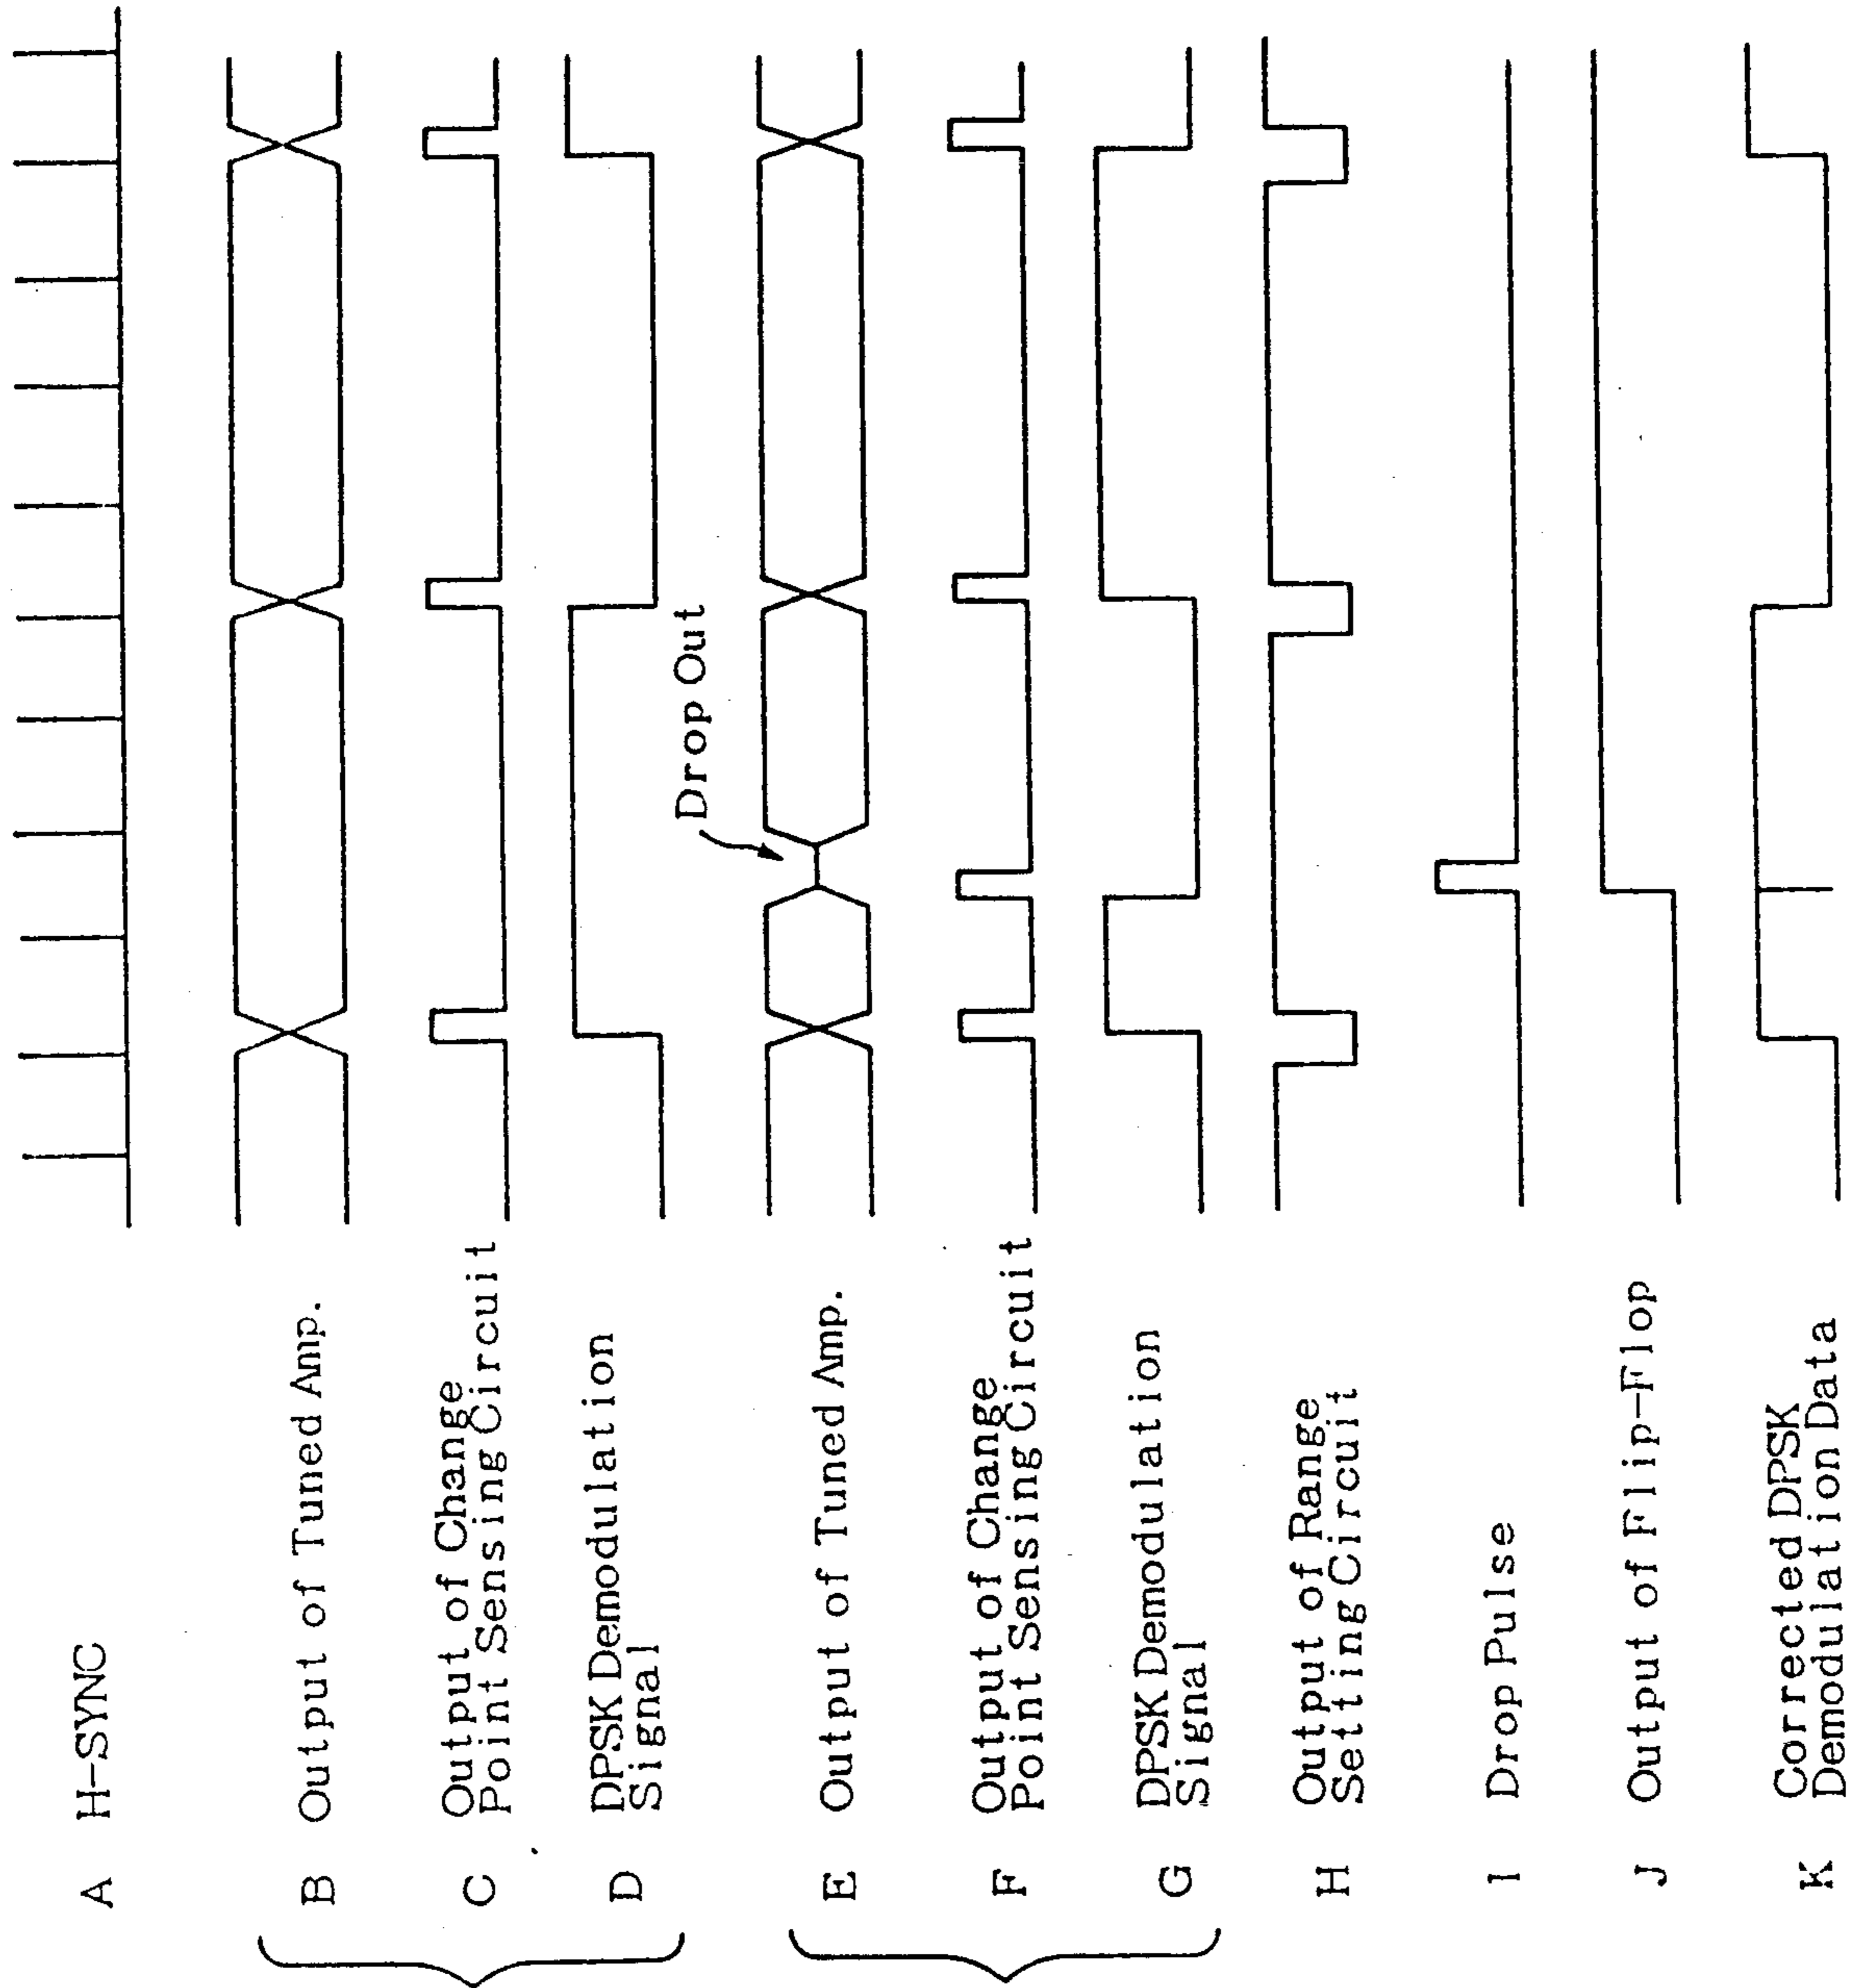 A H-SYNC
B Output of Tuned Amp.
C Output of Change
Point Sensing Circuit
D DPSK Demodulation
Signal
Drop Out
E Output of Tuned Amp.
F Output of Change
Point Sensing Circuit
G DPSK Demodulation
Signal
H Output of Range
Setting Circuit
I Drop Pulse
J Output of Flip-Flop
K Corrected DPSK
Demodulation Data